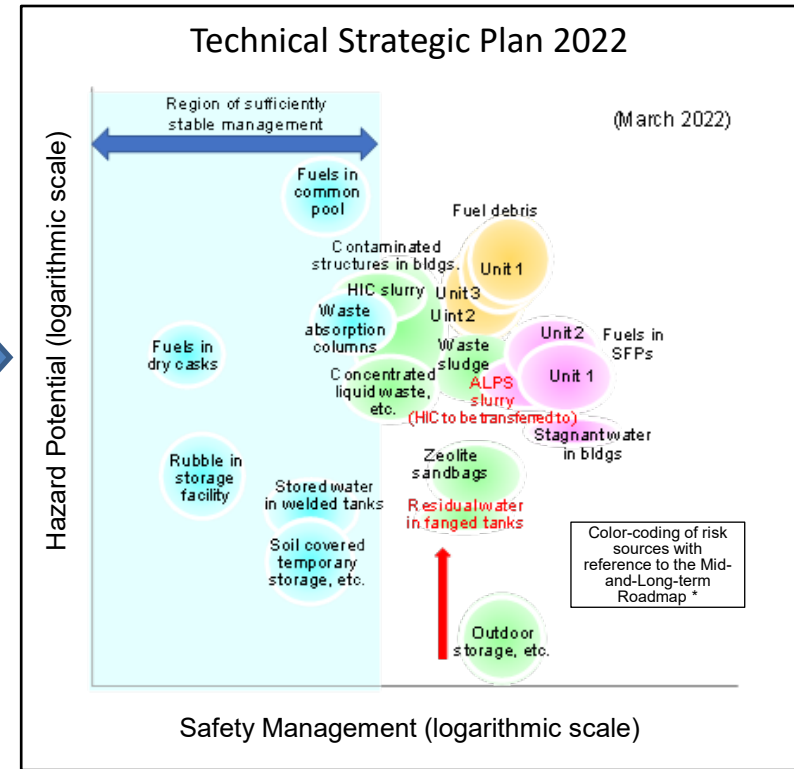 Technical Strategic Plan 2022
Region of sufficiently
stable management
(March 2022)
Hazard Potential (logarithmic scale)
Fuels in
common
pool
Fuel debris
Contaminated
structures in bldgs.
Unit 1
HIC slurry
Unit3
Uint2
Waste
absorption
columns
Fuels in
dry casks
Waste
sludge
Unit2
Fuels in
SFPs
Unit 1
Concentrated
liquid waste,
etc.
ALPS
slurry
(HIC to be transferred to)
Stagnant water
in bldgs
Rubble in
storage
facility
Zeolite
sandbags
Stored water
in welded tanks
Residual water
in fanged tanks
Soil covered
temporary
storage, etc.
Color-coding of risk
sources with
reference to the Mid-
and-Long-term
Roadmap *
Outdoor
storage, etc.
Safety Management (logarithmic scale)